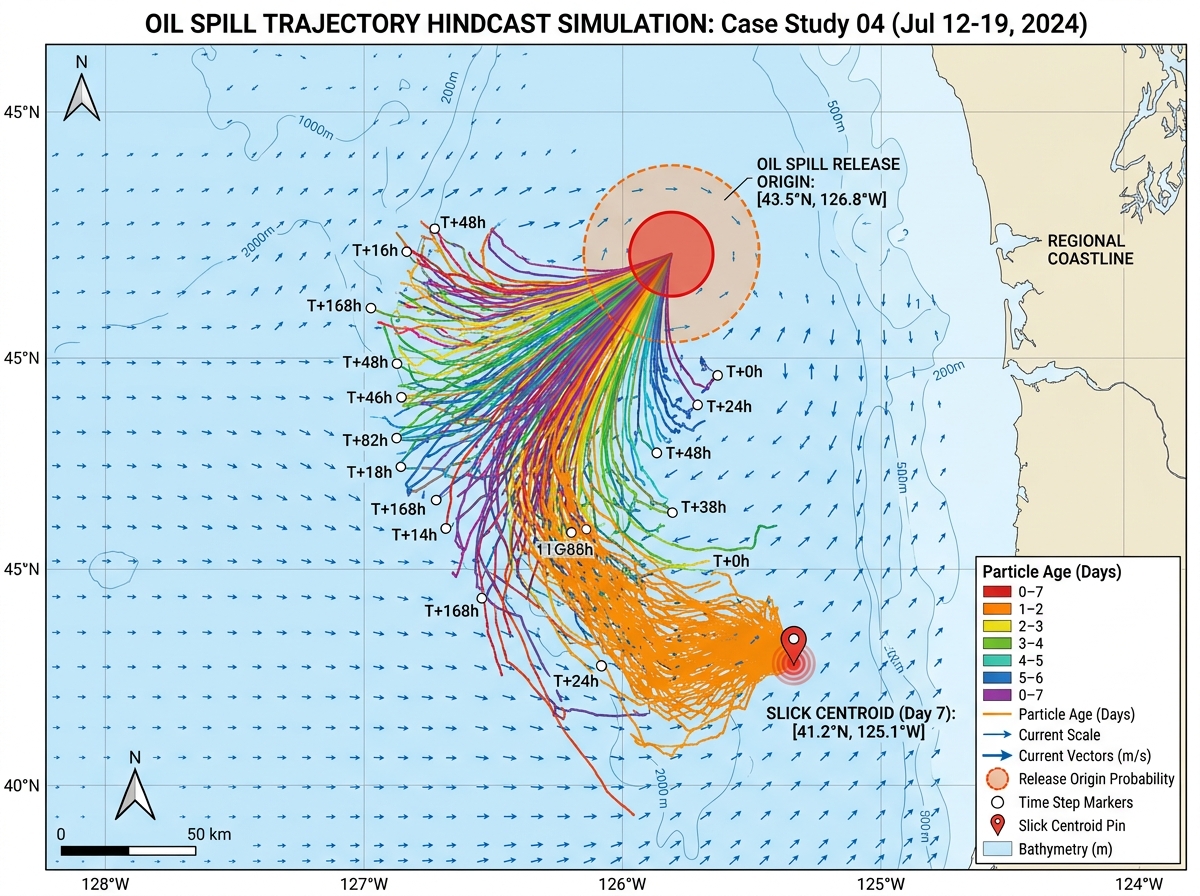 OIL SPILL TRAJECTORY HINDCAST SIMULATION: Case Study 04 (Jul 12-19, 2024)
N
45°N
200m
1000m
500m
OIL SPILL RELEASE
ORIGIN:
[43.5°N, 126.8°W]
2000m
T+48h
T+16h
REGIONAL
COASTLINE
T+168h
1
45°N
T+48h
T+0h
200m
T+46h
T+24h
T+82h
T+48h
T+18h
500m
T+168h
T+38h
T+14h
11G88h
T+0h
45°N
T+168h
T+24h
SLICK CENTROID (Day 7):
[41.2°N, 125.1°W]
2000m
40°N
N
900m
0
50 km
Particle Age (Days)
0–7
1–2
2–3
3–4
4–5
5–6
0–7
Particle Age (Days)
Current Scale
Current Vectors (m/s)
Release Origin Probability
Time Step Markers
Slick Centroid Pin
Bathymetry (m)
128°W
127°W
126°W
125°W
124°W